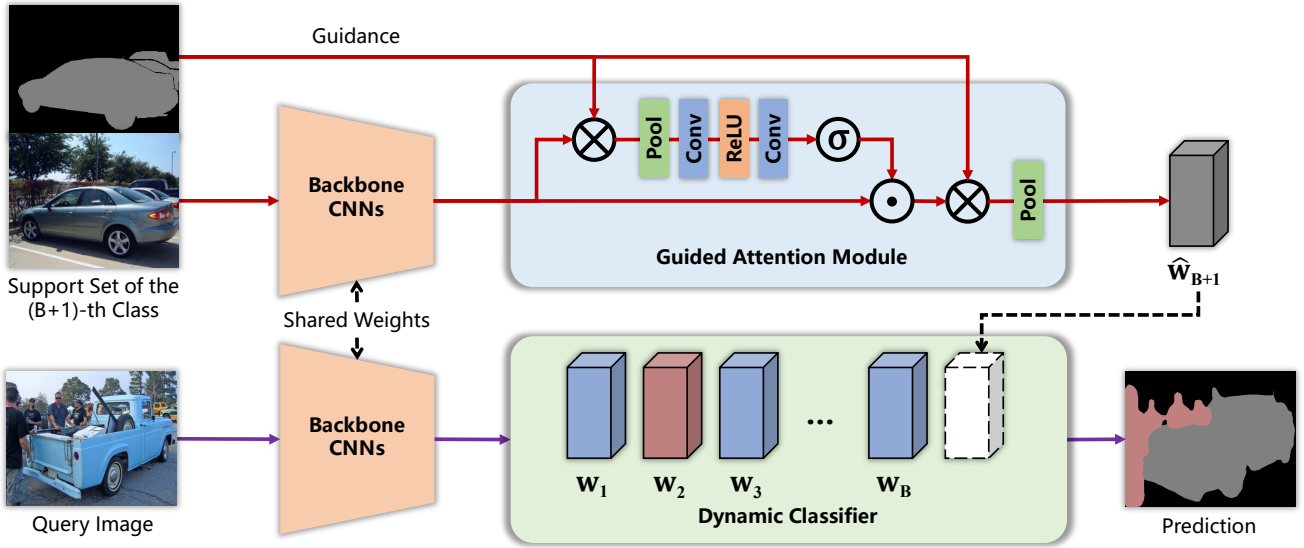 Guidance
Pool
Conv
ReLU
Conv
σ
Backbone
CNNs
Pool
Guided Attention Module
ŵ_{B+1}
Support Set of the
(B+1)-th Class
Shared Weights
Backbone
CNNs
...
w_1
w_2
w_3
w_B
Dynamic Classifier
Query Image
Prediction